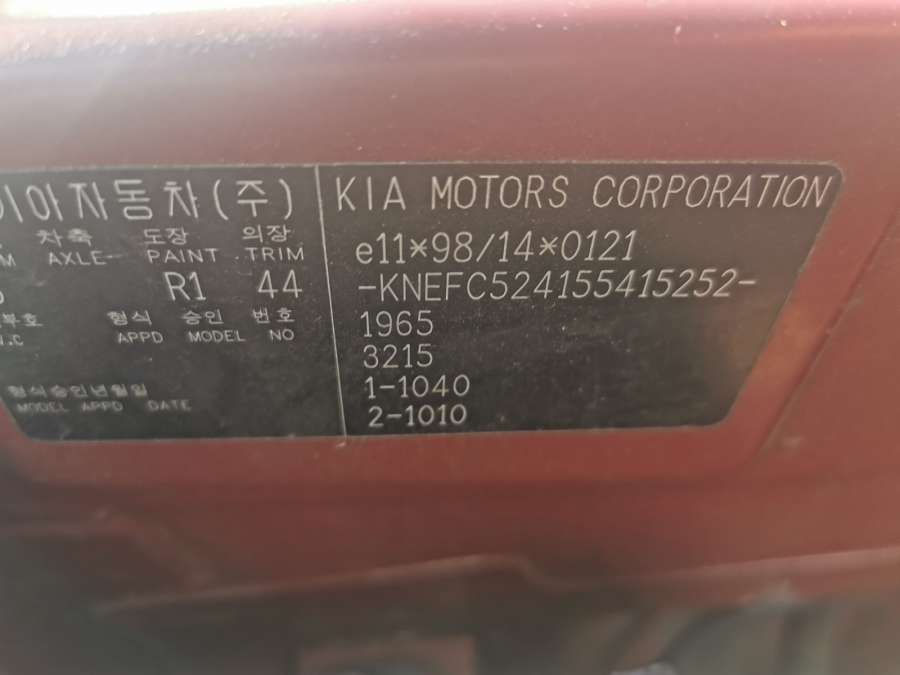 이아자동차(주)
차축 도장 의장
AXLE PAINT TRIM
R1 44
부호 형식 승인 번호
APPD MODEL NO
형식승인년월일
MODEL APPD DATE
KIA MOTORS CORPORATION
e11*98/14*0121
-KNEFC524155415252-
1965
3215
1-1040
2-1010